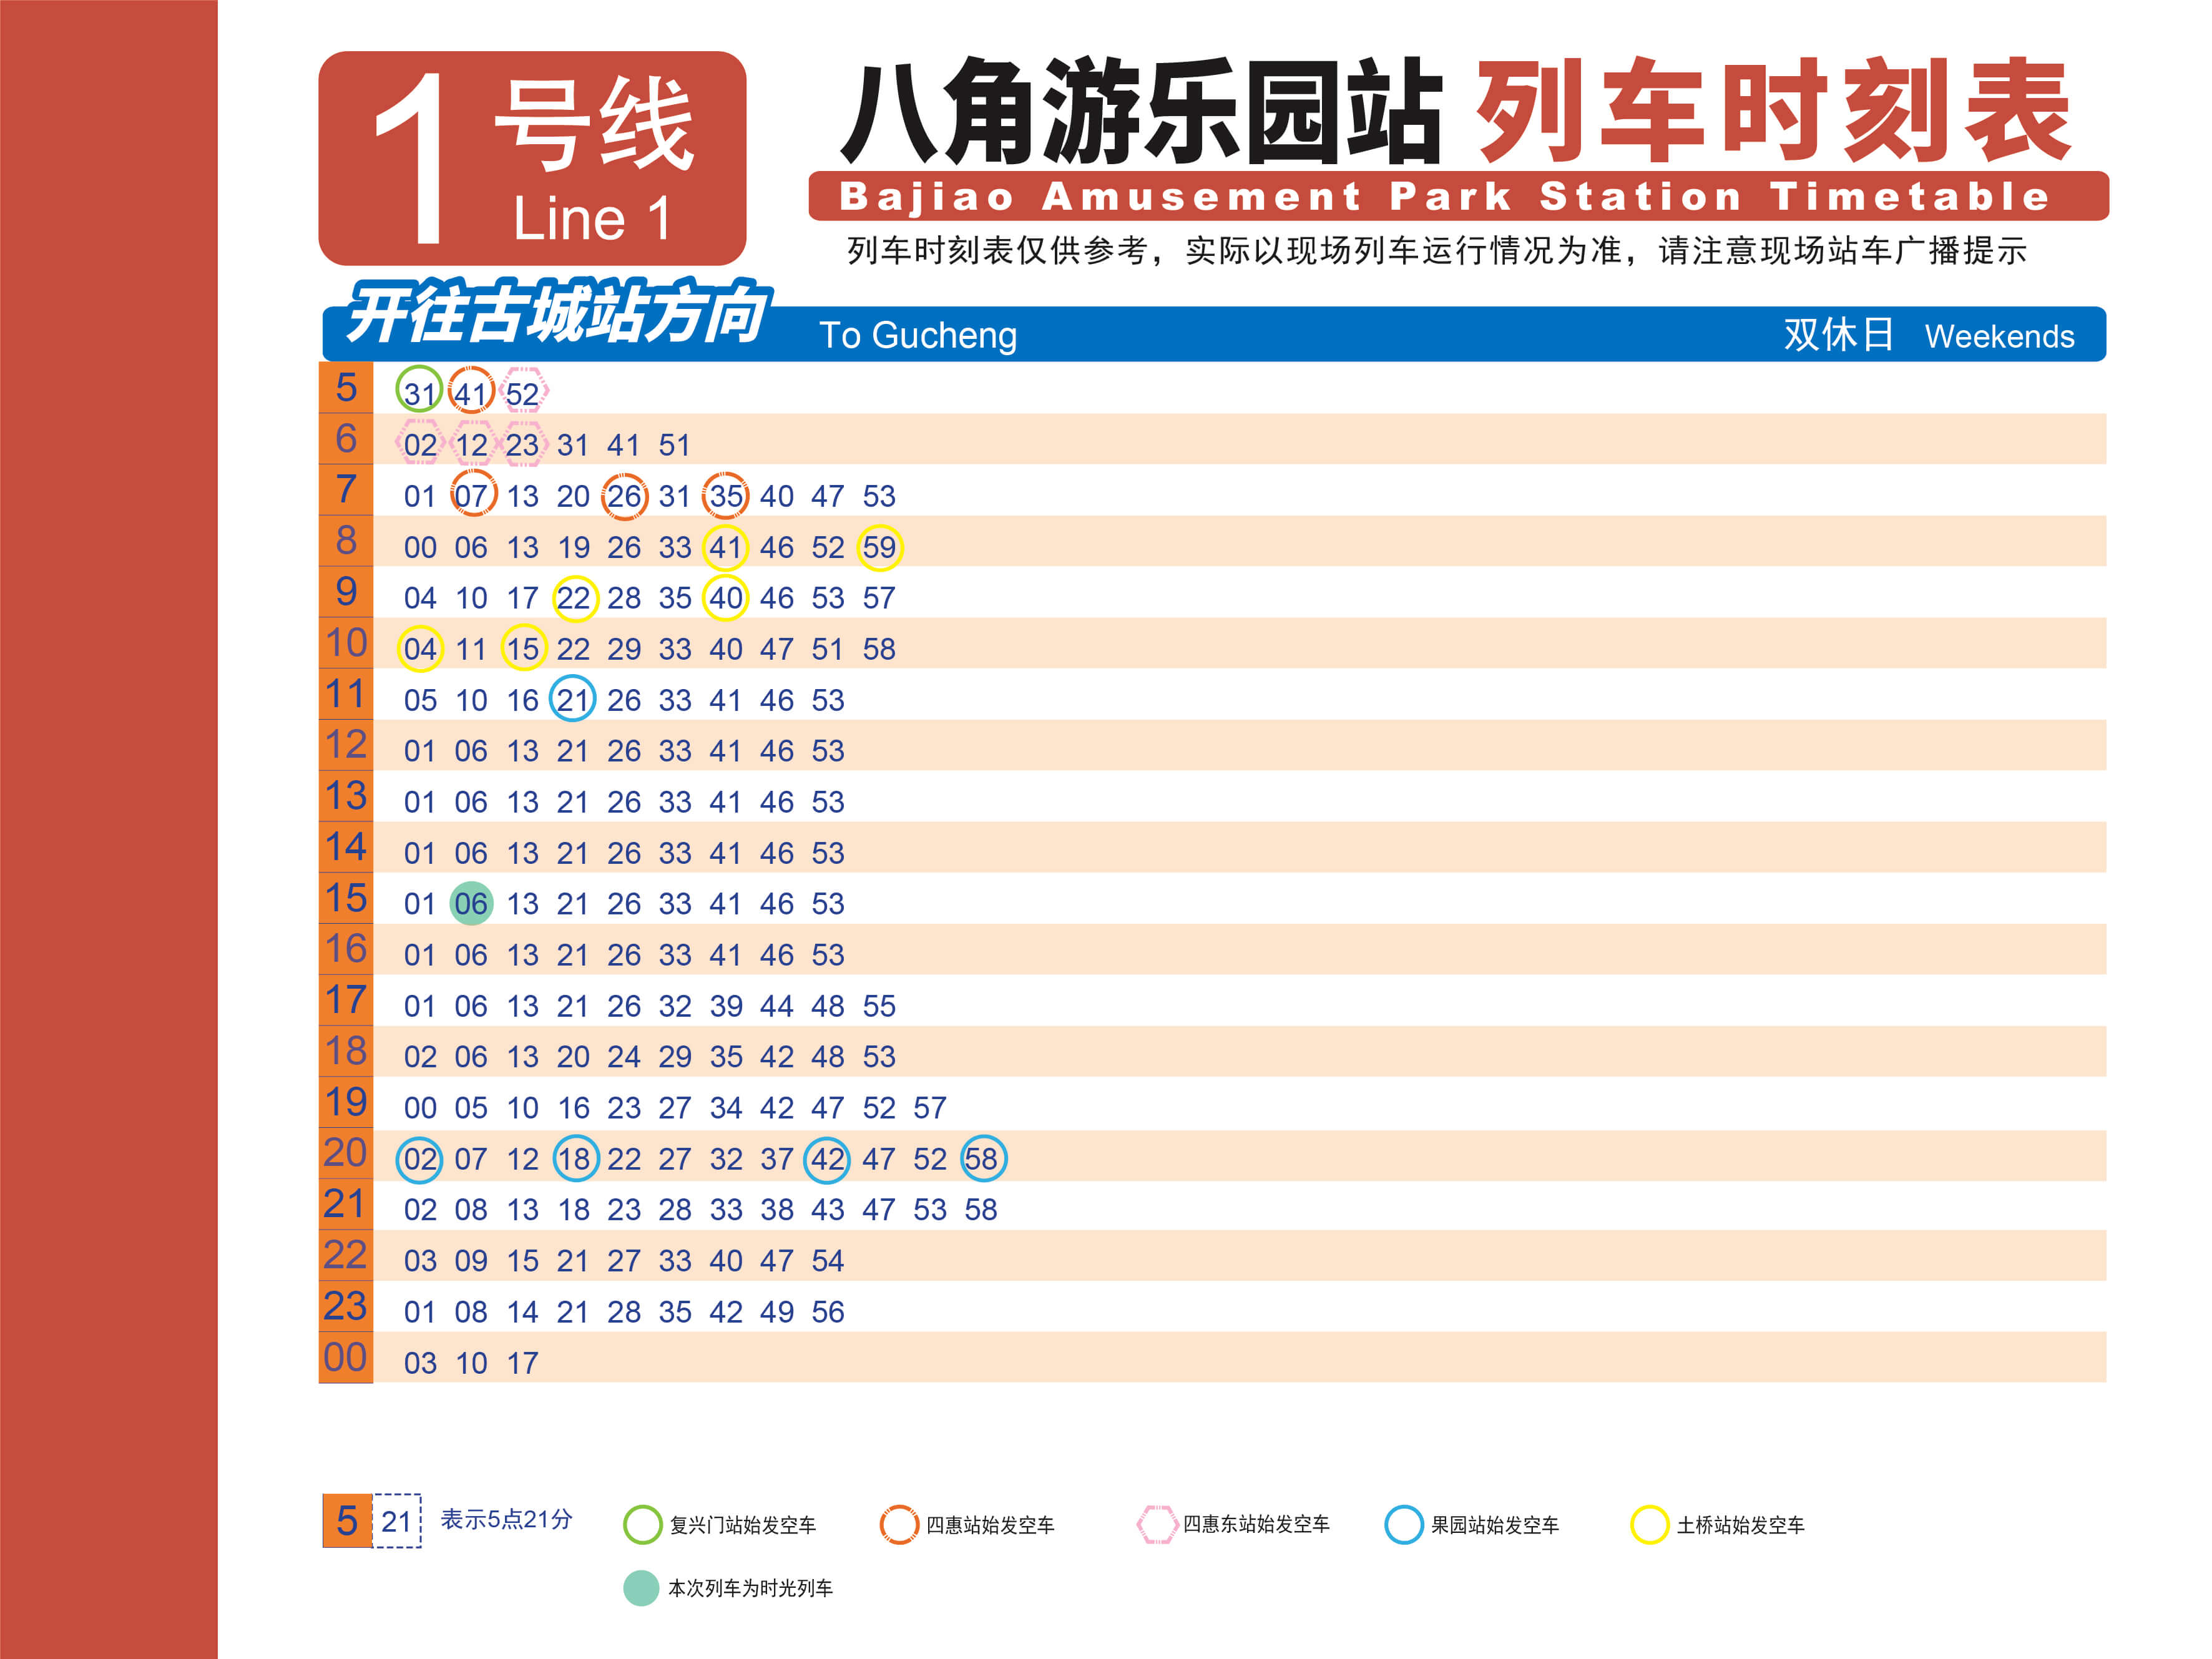 1号线
Line 1
八角游乐园站 列车时刻表
Bajiao Amusement Park Station Timetable
列车时刻表仅供参考，实际以现场列车运行情况为准，请注意现场站车广播提示
开往古城站方向 To Gucheng 双休日 Weekends
5 31 41 52
6 02 12 23 31 41 51
7 01 07 13 20 26 31 35 40 47 53
8 00 06 13 19 26 33 41 46 52 59
9 04 10 17 22 28 35 40 46 53 57
10 04 11 15 22 29 33 40 47 51 58
11 05 10 16 21 26 33 41 46 53
12 01 06 13 21 26 33 41 46 53
13 01 06 13 21 26 33 41 46 53
14 01 06 13 21 26 33 41 46 53
15 01 06 13 21 26 33 41 46 53
16 01 06 13 21 26 33 41 46 53
17 01 06 13 21 26 32 39 44 48 55
18 02 06 13 20 24 29 35 42 48 53
19 00 05 10 16 23 27 34 42 47 52 57
20 02 07 12 18 22 27 32 37 42 47 52 58
21 02 08 13 18 23 28 33 38 43 47 53 58
22 03 09 15 21 27 33 40 47 54
23 01 08 14 21 28 35 42 49 56
00 03 10 17
5 21 表示5点21分 复兴门站始发空车 四惠站始发空车 四惠东站始发空车 果园站始发空车 土桥站始发空车
本次列车为时光列车